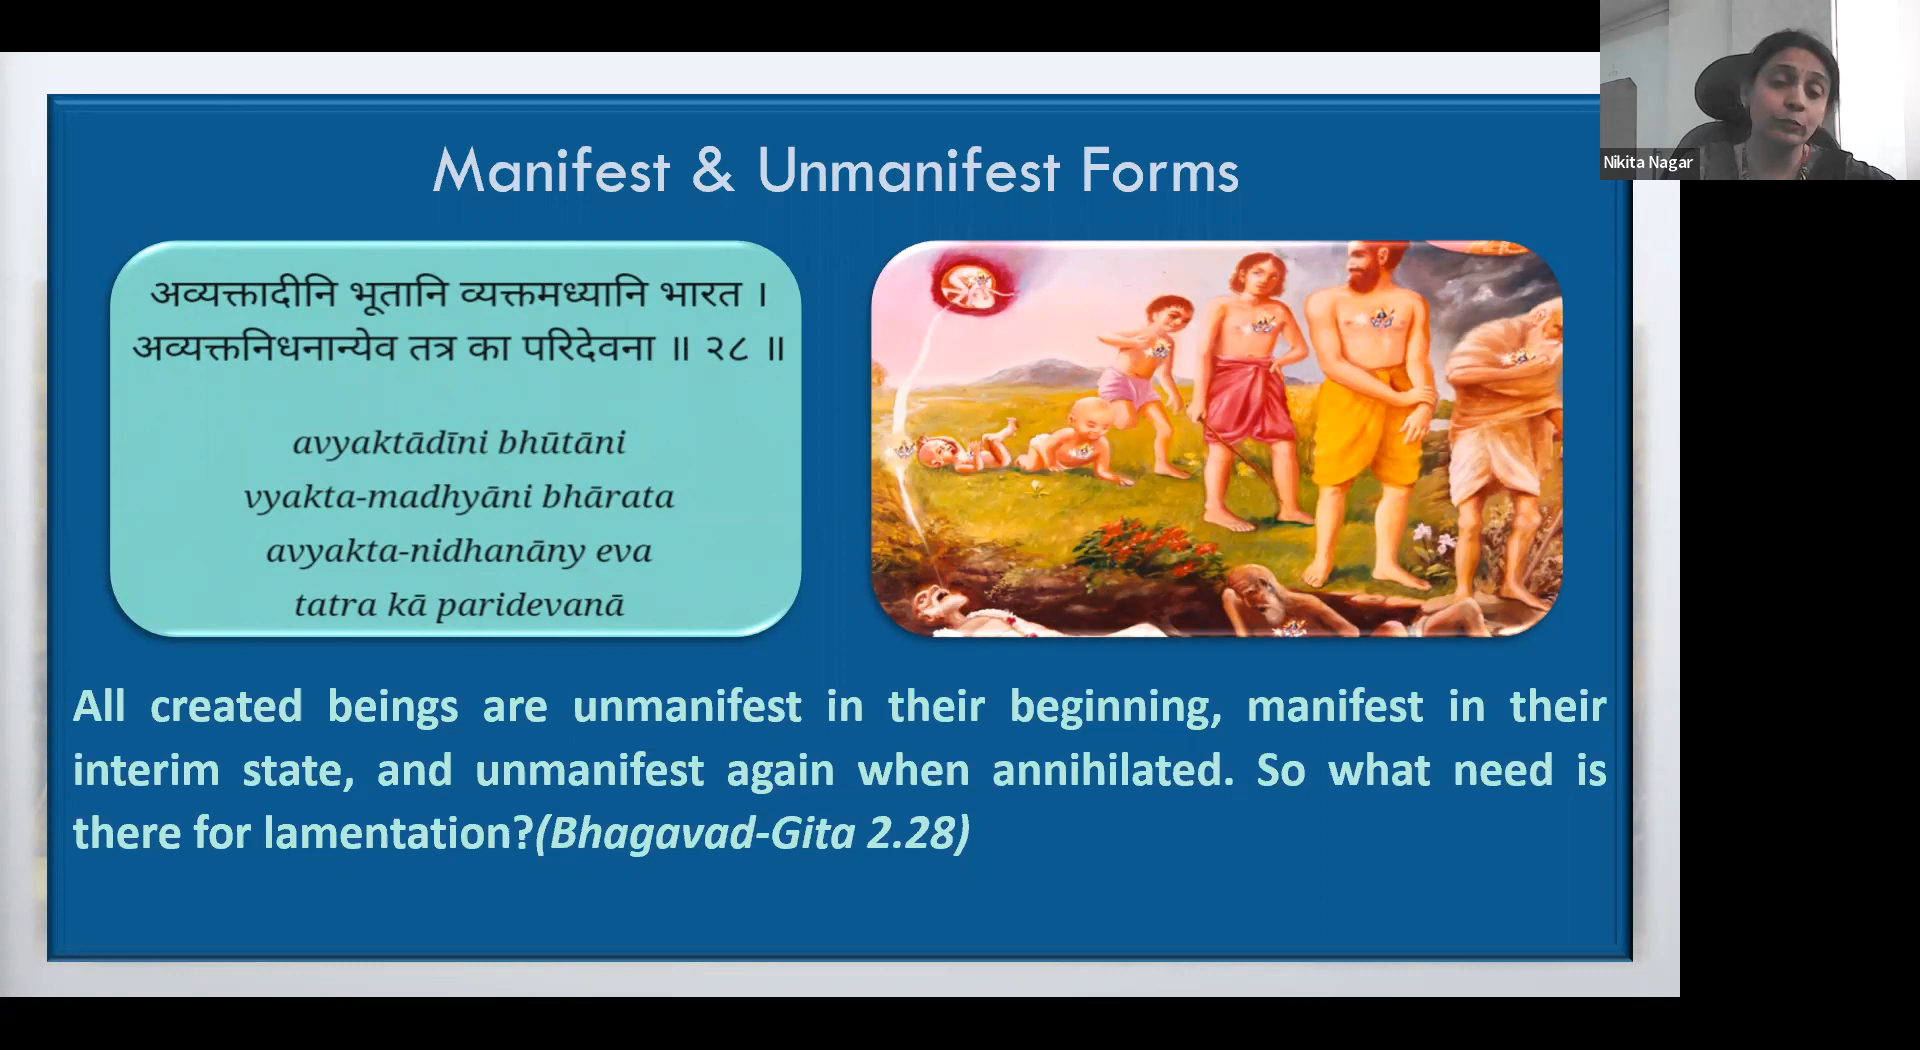 Manifest & Unmanifest Forms
अव्यक्तादीनि भूतानि व्यक्तमध्यानि भारत ।
अव्यक्तनिधनान्येव तत्र का परिदेवना ॥ २८ ॥
avyaktādīni bhūtāni
vyakta-madhyāni bhārata
avyakta-nidhanāny eva
tatra kā paridevanā
All created beings are unmanifest in their beginning, manifest in their
interim state, and unmanifest again when annihilated. So what need is
there for lamentation?(Bhagavad-Gita 2.28)
Nikita Nagar